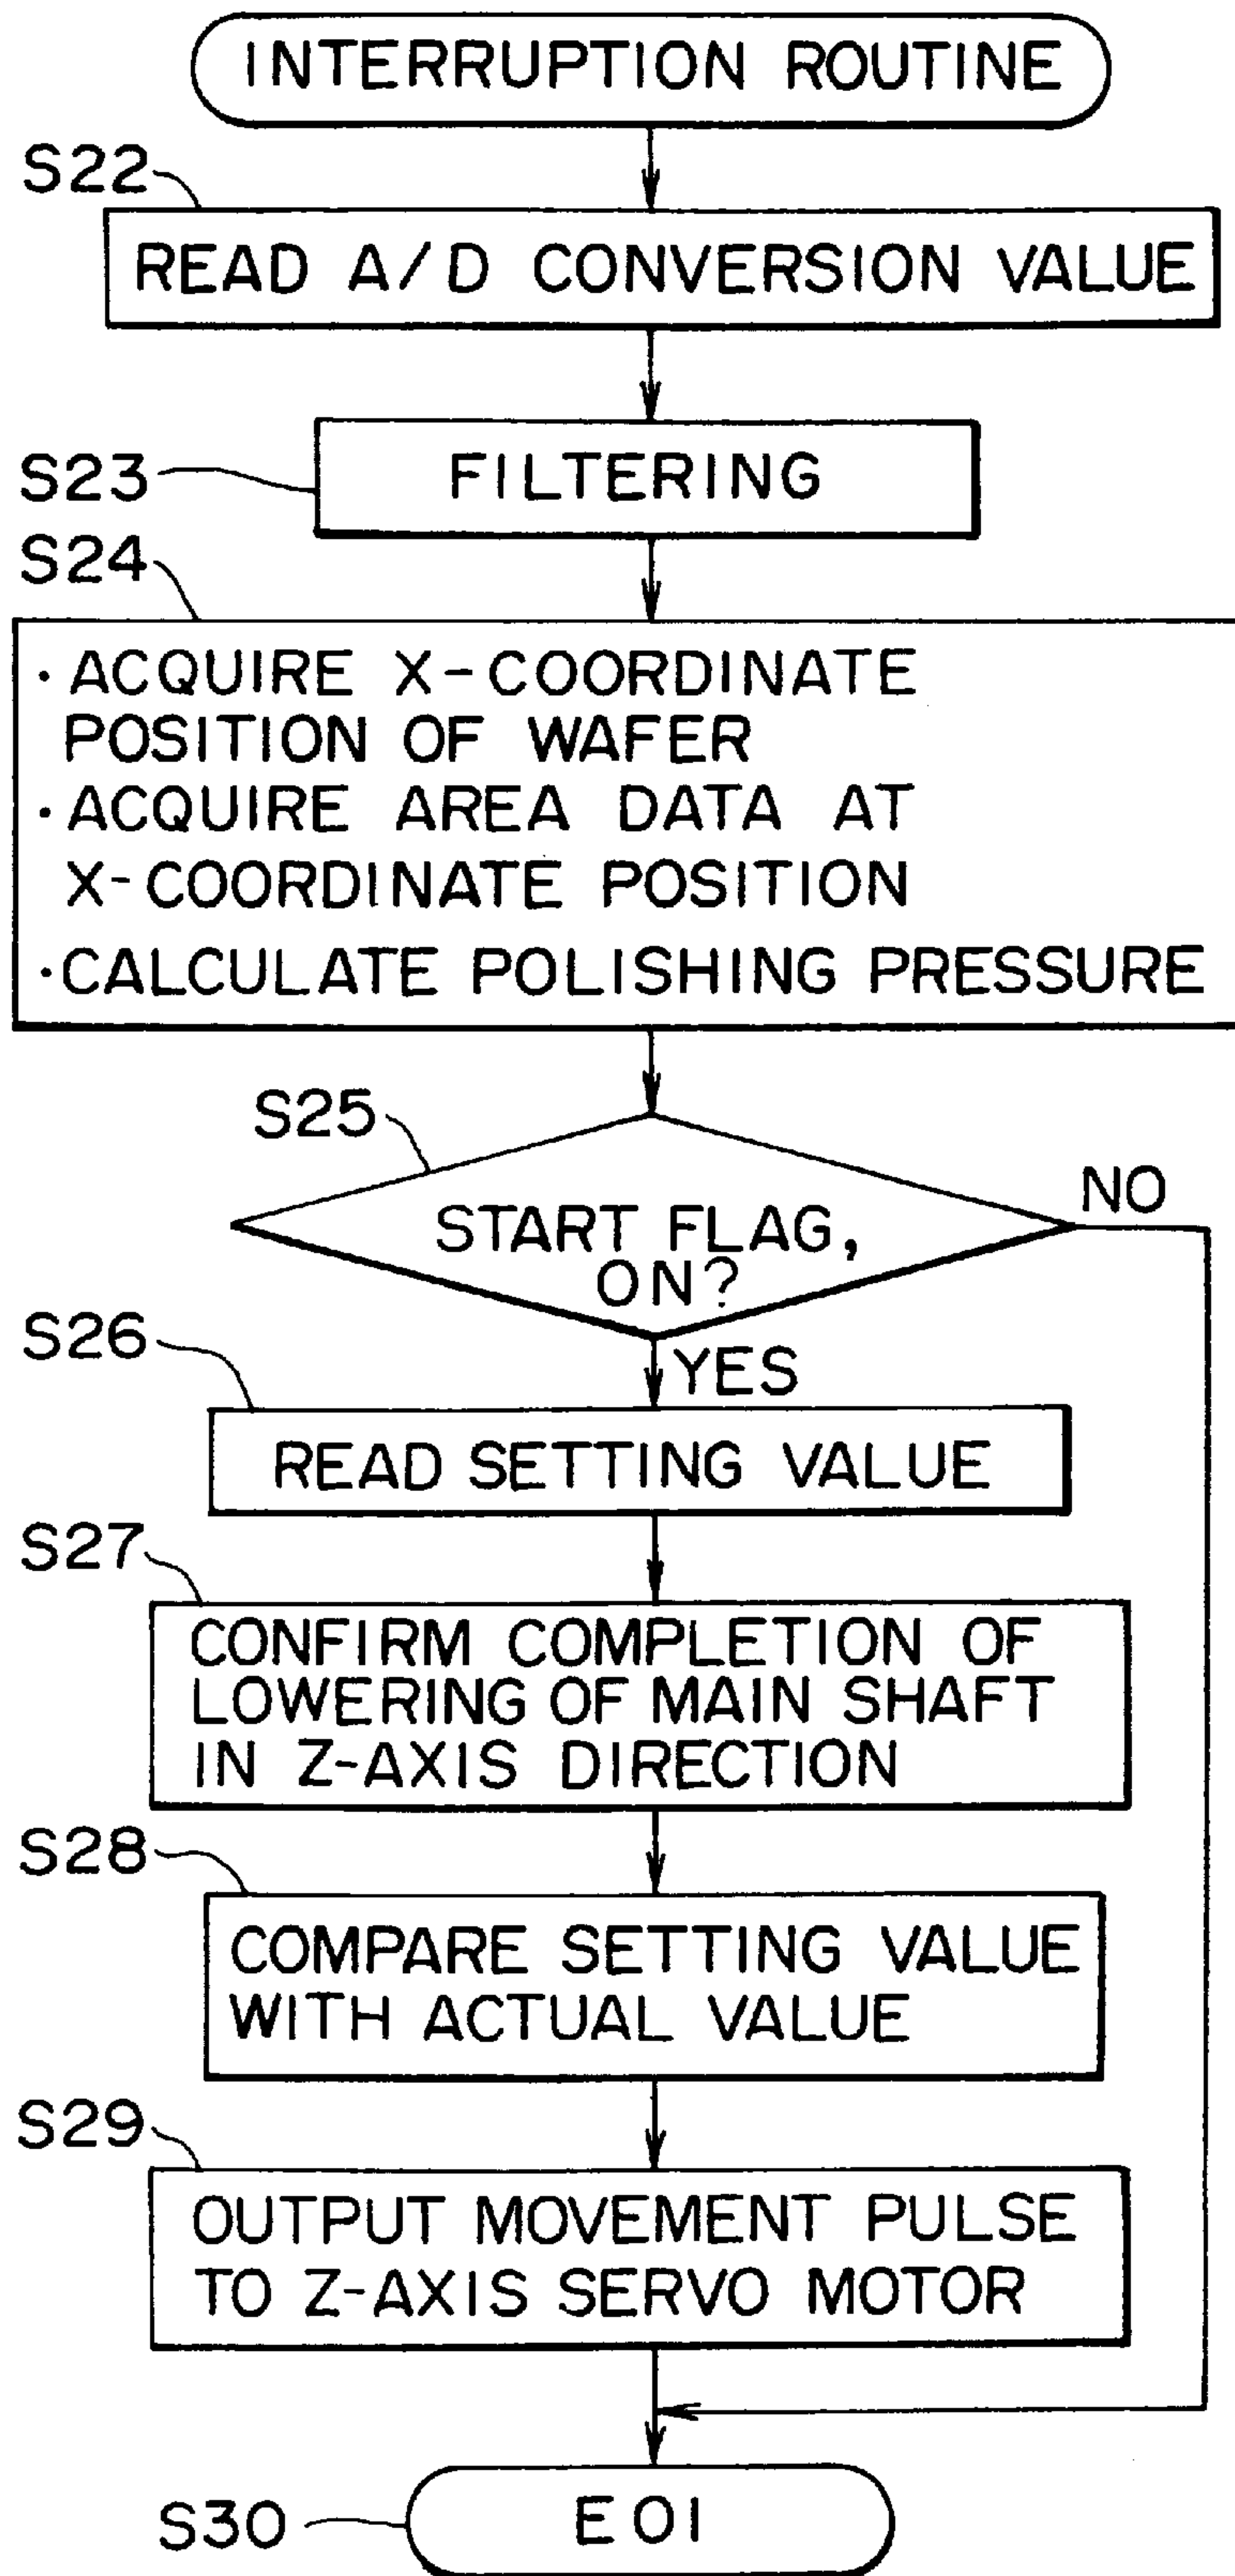 INTERRUPTION ROUTINE
S22
READ A/D CONVERSION VALUE
S23
FILTERING
S24
· ACQUIRE X-COORDINATE
POSITION OF WAFER
· ACQUIRE AREA DATA AT
X-COORDINATE POSITION
· CALCULATE POLISHING PRESSURE
S25
START FLAG,
ON?
NO
YES
S26
READ SETTING VALUE
S27
CONFIRM COMPLETION OF
LOWERING OF MAIN SHAFT
IN Z-AXIS DIRECTION
S28
COMPARE SETTING VALUE
WITH ACTUAL VALUE
S29
OUTPUT MOVEMENT PULSE
TO Z-AXIS SERVO MOTOR
S30
EOI